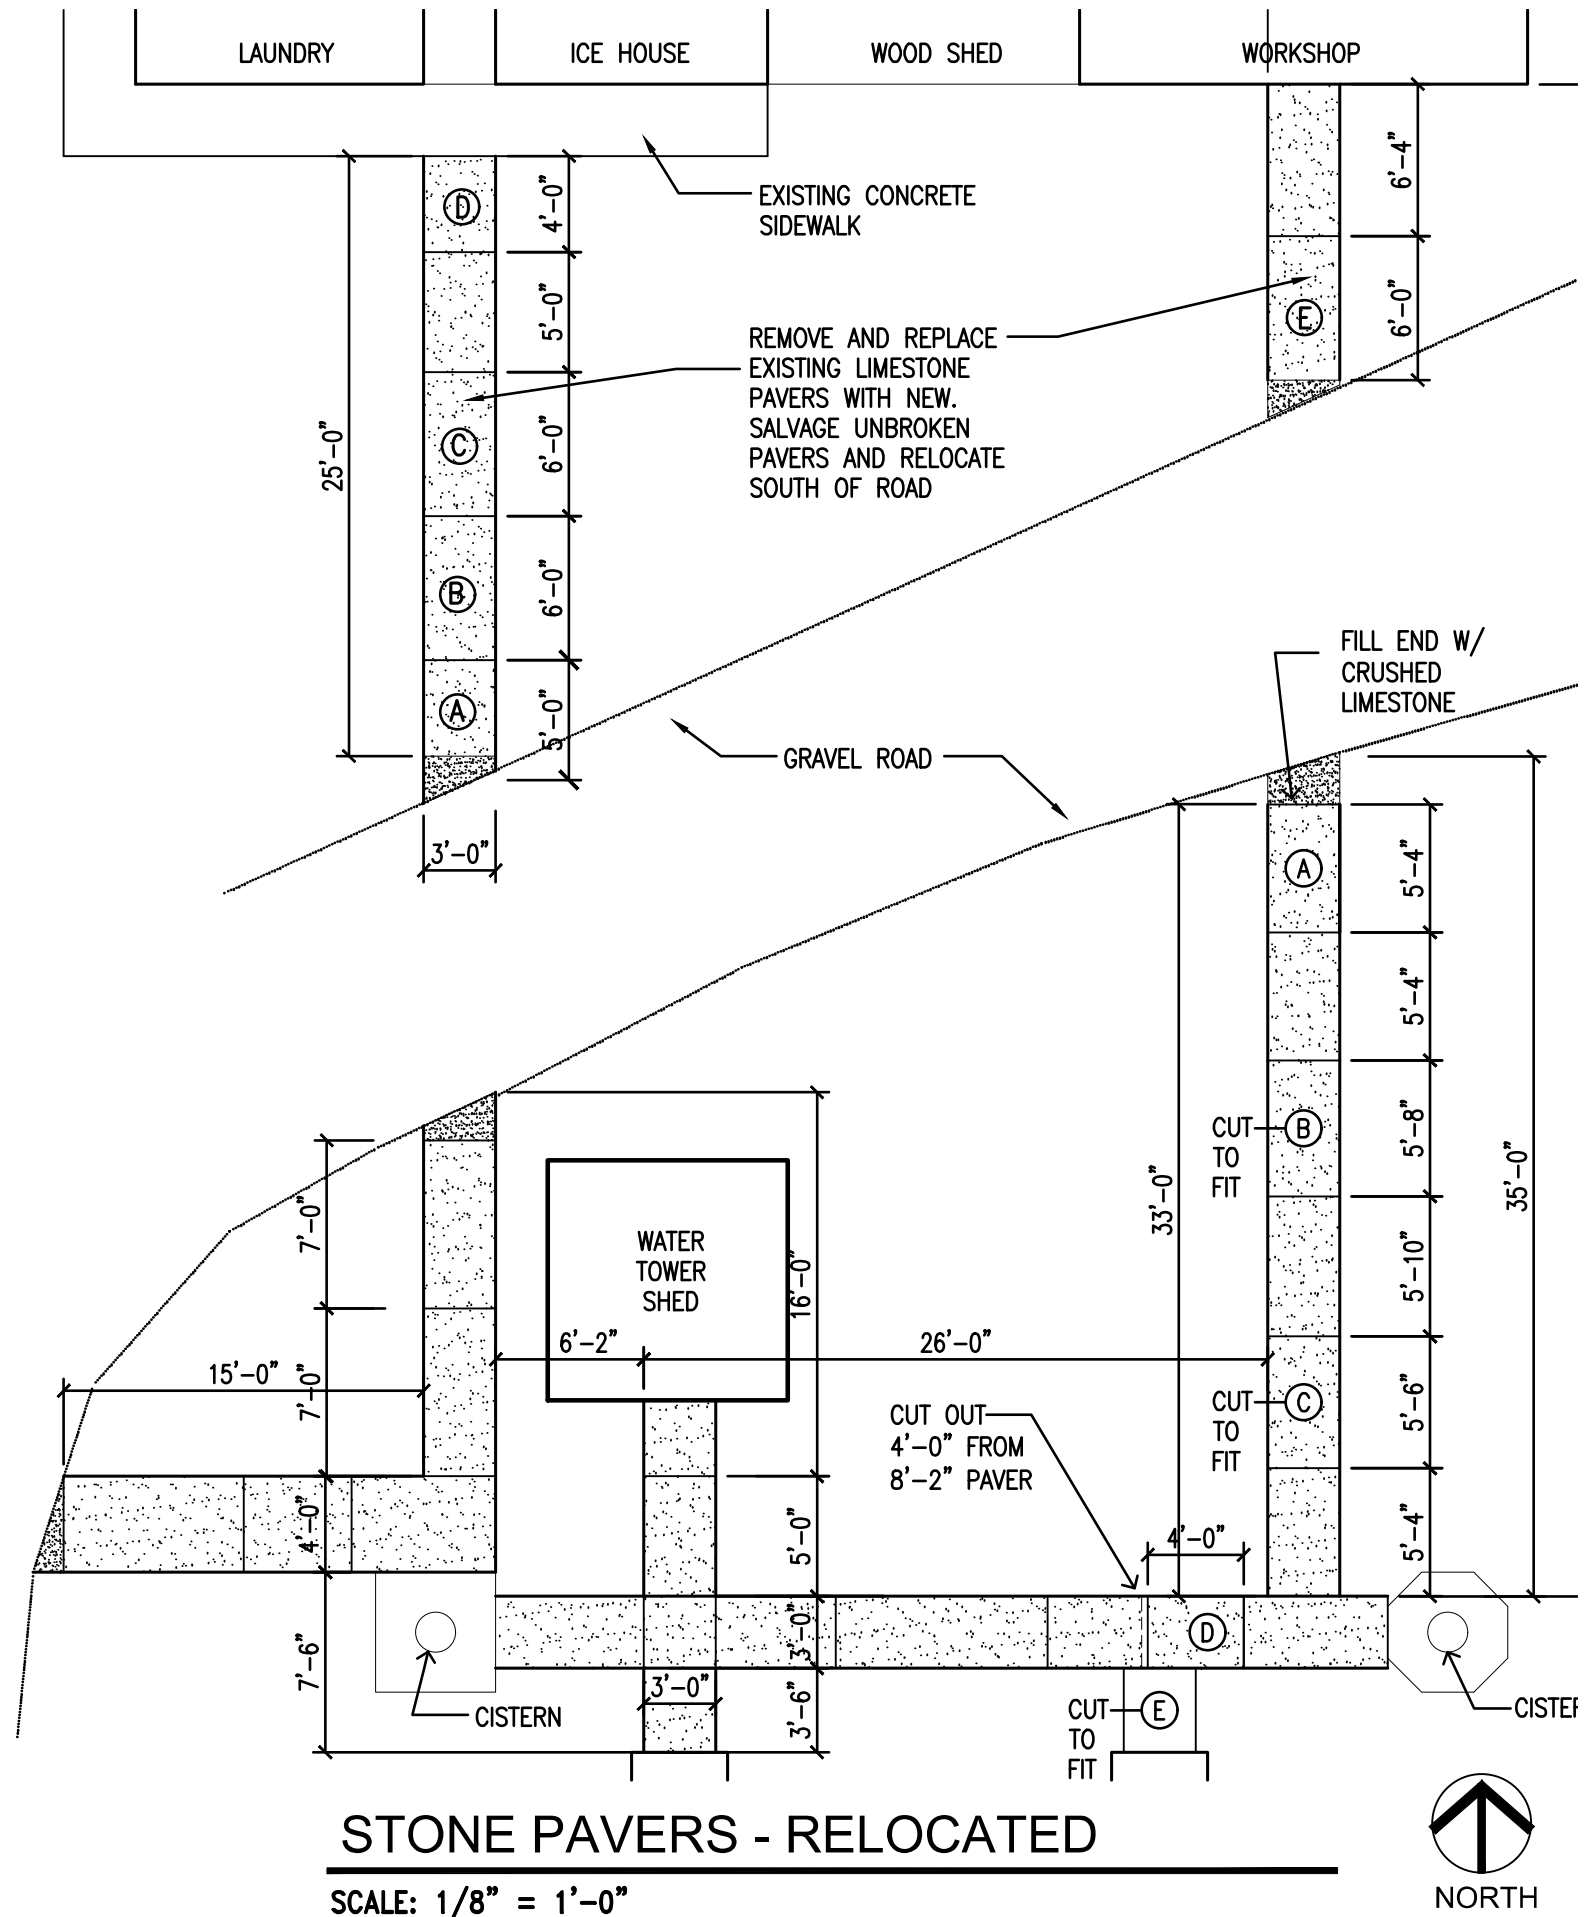 LAUNDRY
ICE HOUSE
WOOD SHED
WORKSHOP
6'-4"
4'-0"
D
EXISTING CONCRETE
SIDEWALK
5'-0"
6'-0"
E
REMOVE AND REPLACE
EXISTING LIMESTONE
PAVERS WITH NEW.
SALVAGE UNBROKEN
PAVERS AND RELOCATE
SOUTH OF ROAD
25'-0"
C
6'-0"
B
6'-0"
A
5'-0"
FILL END W/
CRUSHED
LIMESTONE
GRAVEL ROAD
3'-0"
A
5'-4"
5'-4"
CUT
TO
FIT
B
5'-8"
33'-0"
35'-0"
7'-0"
WATER
TOWER
SHED
16'-0"
5'-10"
6'-2"
26'-0"
15'-0"
7'-0"
CUT OUT
4'-0" FROM
8'-2" PAVER
CUT
TO
FIT
C
5'-6"
4'-0"
5'-0"
4'-0"
5'-4"
3'-0"
D
7'-6"
CISTERN
3'-0"
3'-6"
CUT
TO
FIT
E
CISTER
STONE PAVERS - RELOCATED
SCALE: 1/8" = 1'-0"
NORTH